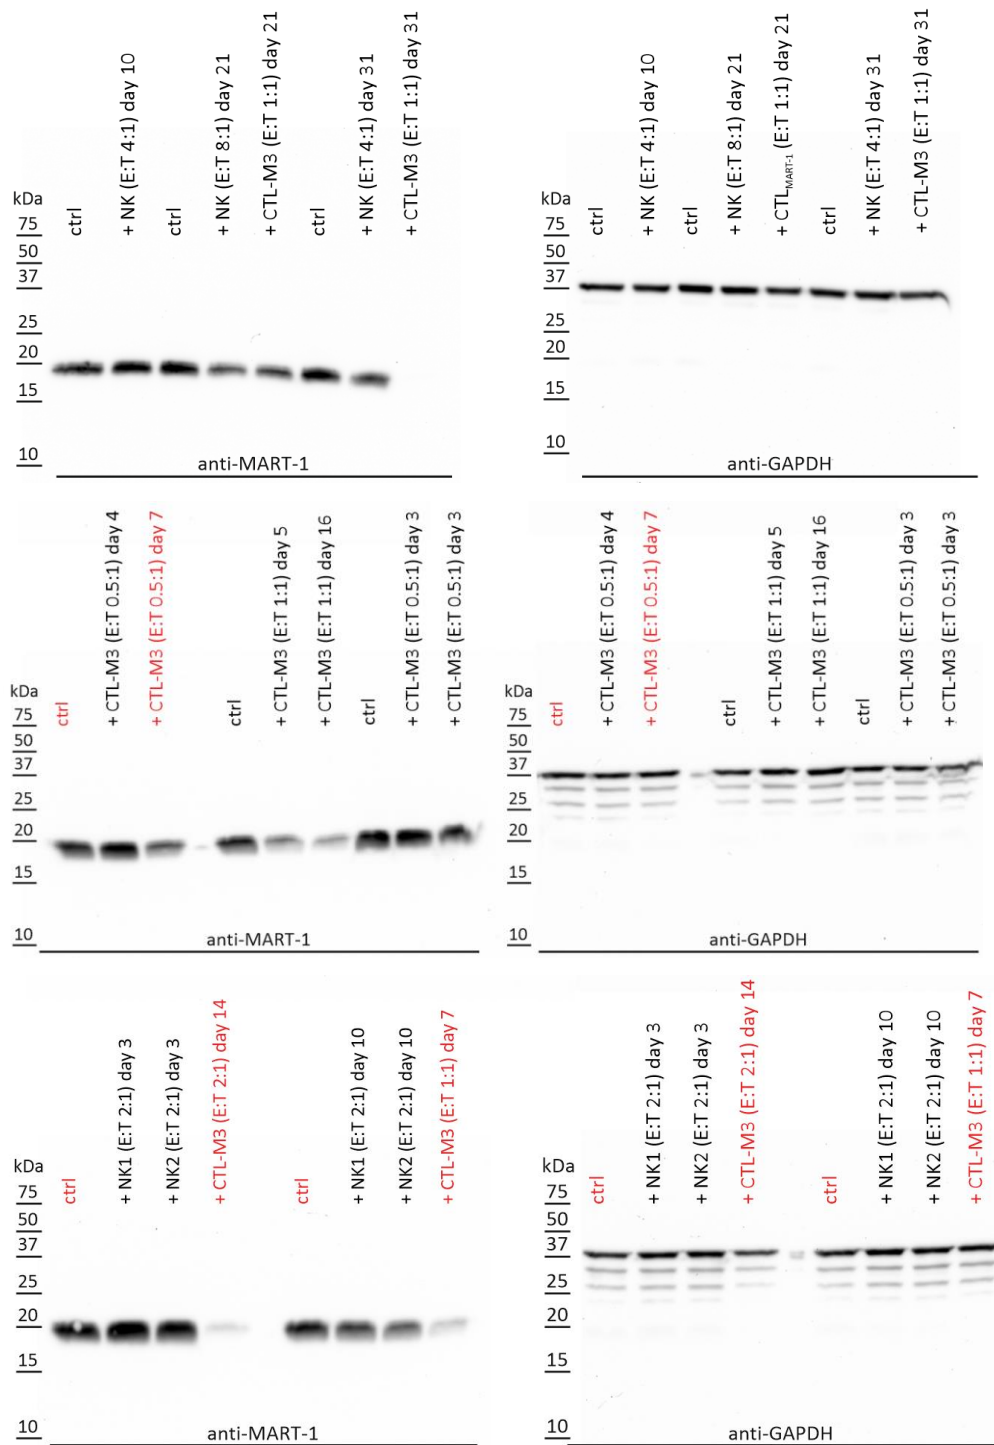 kDa
75
50
37
25
20
15
10
ctrl
+ NK (E:T 4:1) day 10
ctrl
+ NK (E:T 8:1) day 21
+ CTL-M3 (E:T 1:1) day 21
ctrl
+ NK (E:T 4:1) day 31
+ CTL-M3 (E:T 1:1) day 31
anti-MART-1
kDa
75
50
37
25
20
15
10
ctrl
+ NK (E:T 4:1) day 10
ctrl
+ NK (E:T 8:1) day 21
+ CTLMART-1 (E:T 1:1) day 21
ctrl
+ NK (E:T 4:1) day 31
+ CTL-M3 (E:T 1:1) day 31
anti-GAPDH
kDa
75
50
37
25
20
15
10
ctrl
+ CTL-M3 (E:T 0.5:1) day 4
+ CTL-M3 (E:T 0.5:1) day 7
ctrl
+ CTL-M3 (E:T 1:1) day 5
+ CTL-M3 (E:T 1:1) day 16
ctrl
+ CTL-M3 (E:T 0.5:1) day 3
+ CTL-M3 (E:T 0.5:1) day 3
anti-MART-1
kDa
75
50
37
25
20
15
10
ctrl
+ CTL-M3 (E:T 0.5:1) day 4
+ CTL-M3 (E:T 0.5:1) day 7
ctrl
+ CTL-M3 (E:T 1:1) day 5
+ CTL-M3 (E:T 1:1) day 16
ctrl
+ CTL-M3 (E:T 0.5:1) day 3
+ CTL-M3 (E:T 0.5:1) day 3
anti-GAPDH
kDa
75
50
37
25
20
15
10
ctrl
+ NK1 (E:T 2:1) day 3
+ NK2 (E:T 2:1) day 3
+ CTL-M3 (E:T 2:1) day 14
ctrl
+ NK1 (E:T 2:1) day 10
+ NK2 (E:T 2:1) day 10
+ CTL-M3 (E:T 1:1) day 7
anti-MART-1
kDa
75
50
37
25
20
15
10
ctrl
+ NK1 (E:T 2:1) day 3
+ NK2 (E:T 2:1) day 3
+ CTL-M3 (E:T 2:1) day 14
ctrl
+ NK1 (E:T 2:1) day 10
+ NK2 (E:T 2:1) day 10
+ CTL-M3 (E:T 1:1) day 7
anti-GAPDH